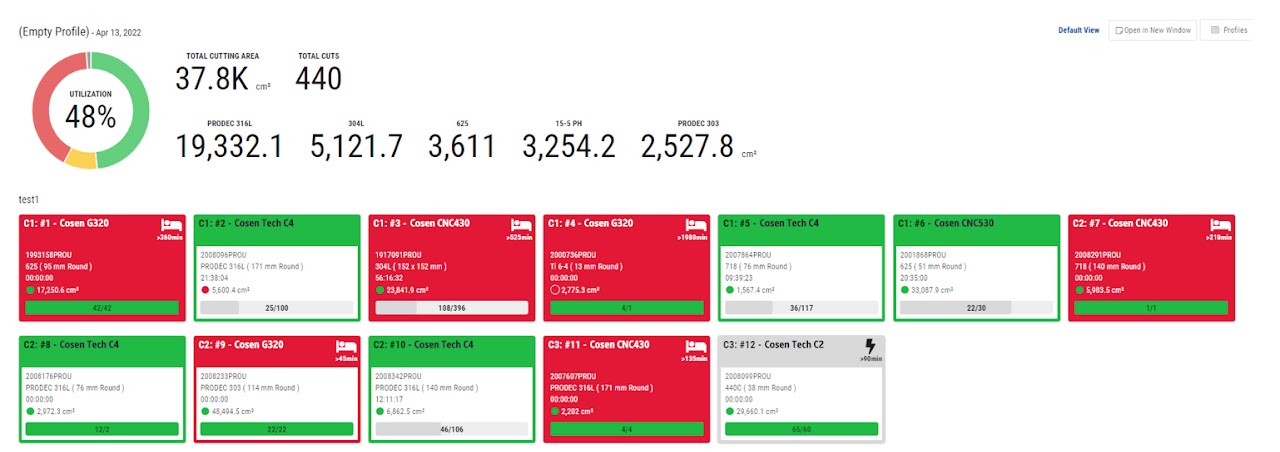 (Empty Profile) - Apr 13, 2022
Default View
Open in New Window
Profiles
UTILIZATION
48%
TOTAL CUTTING AREA
37.8K cm²
TOTAL CUTS
440
PRODEC 316L
19,332.1
304L
5,121.7
625
3,611
15-5 PH
3,254.2
PRODEC 303
2,527.8 cm²
test1
C1: #1 - Cosen G320
>260min
1993158PROU
625 ( 95 mm Round )
00:00:00
17,250.6 cm²
42/42
C1: #2 - Cosen Tech C4
2008096PROU
PRODEC 316L ( 171 mm Round )
21:38:04
5,600.4 cm²
25/100
C1: #3 - Cosen CNC430
>525min
1917091PROU
304L ( 152 x 152 mm )
56:16:32
23,841.9 cm²
108/396
C1: #4 - Cosen G320
>1980min
2000736PROU
Ti 6-4 ( 13 mm Round )
00:00:00
2,775.3 cm²
4/1
C1: #5 - Cosen Tech C4
2007864PROU
718 ( 76 mm Round )
09:39:23
1,567.4 cm²
36/117
C1: #6 - Cosen CNC530
2001868PROU
625 ( 51 mm Round )
20:35:00
33,087.9 cm²
22/30
C2: #7 - Cosen CNC430
>210min
2008291PROU
718 ( 140 mm Round )
00:00:00
5,983.5 cm²
1/1
C2: #8 - Cosen Tech C4
2008176PROU
PRODEC 316L ( 76 mm Round )
00:00:00
2,972.3 cm²
12/2
C2: #9 - Cosen G320
>45min
2008233PROU
PRODEC 303 ( 114 mm Round )
00:00:00
48,494.5 cm²
22/22
C2: #10 - Cosen Tech C4
2008342PROU
PRODEC 316L ( 140 mm Round )
12:11:17
6,862.5 cm²
46/106
C3: #11 - Cosen CNC430
>135min
2007607PROU
PRODEC 316L ( 171 mm Round )
00:00:00
2,202 cm²
4/4
C3: #12 - Cosen Tech C2
>90min
2008099PROU
440C ( 38 mm Round )
00:00:00
29,660.1 cm²
65/60